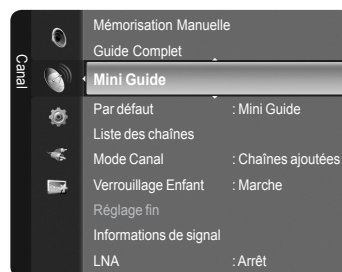 Canal
Mémorisation Manuelle
Guide Complet
Mini Guide
Par défaut : Mini Guide
Liste des chaînes
Mode Canal : Chaînes ajoutées
Verrouillage Enfant : Marche
Réglage fin
Informations de signal
LNA : Arrêt